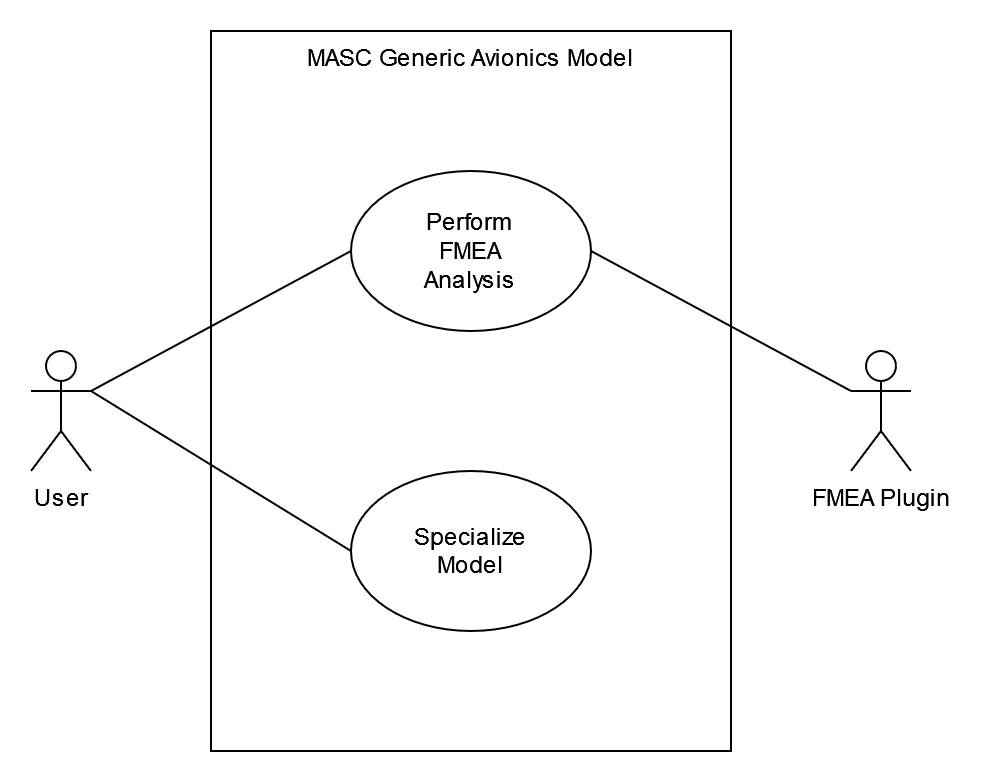 MASC Generic Avionics Model
Perform
FMEA
Analysis
User
FMEA Plugin
Specialize
Model